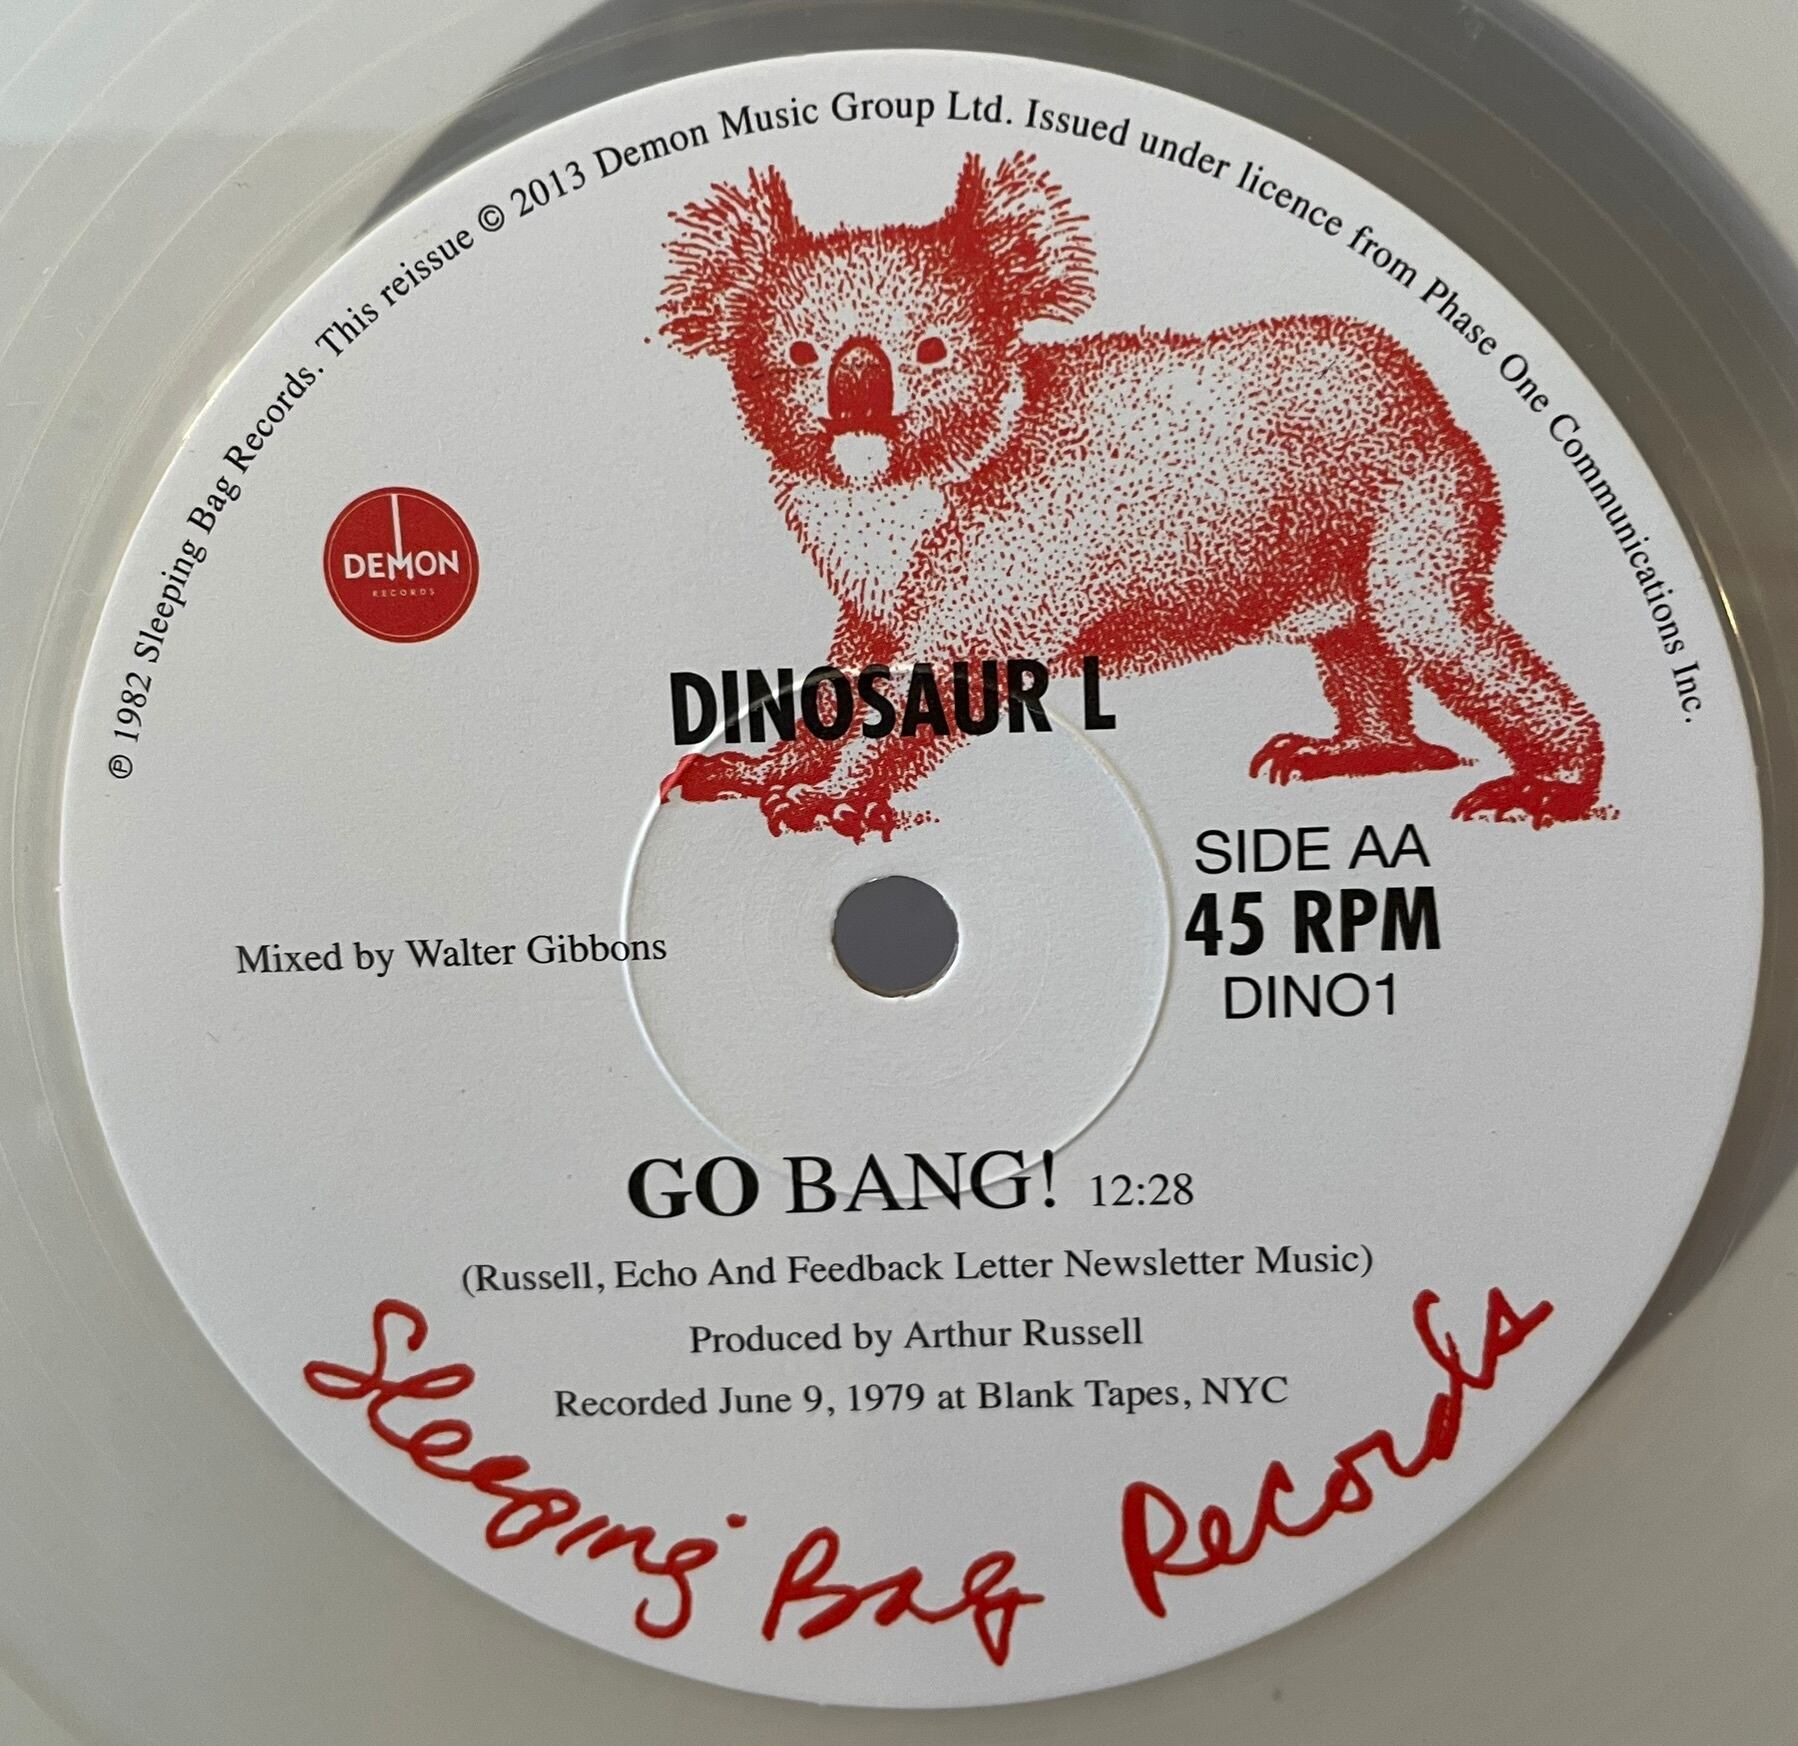 ℗ 1982 Sleeping Bag Records. This reissue © 2013 Demon Music Group Ltd. Issued under licence from Phase One Communications Inc.
DEMON
RECORDS
DINOSAUR L
SIDE AA
45 RPM
DINO1
Mixed by Walter Gibbons
GO BANG! 12:28
(Russell, Echo And Feedback Letter Newsletter Music)
Produced by Arthur Russell
Recorded June 9, 1979 at Blank Tapes, NYC
Sleeping Bag Records